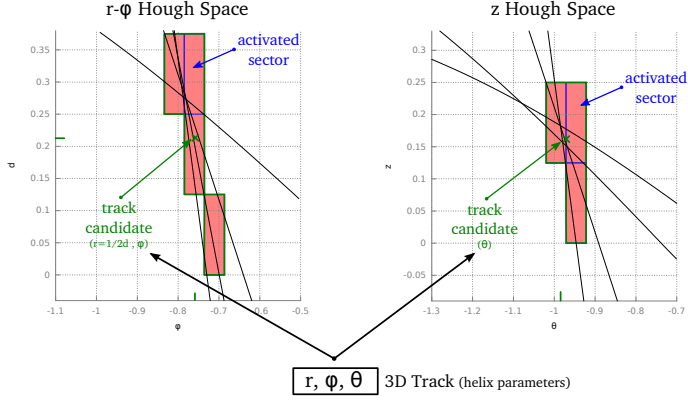 r-φ Hough Space
z Hough Space
0.35
0.3
0.25
0.2
0.15
0.1
0.05
0
d
activated
sector
track
candidate
(r=1/2d , φ)
-1.1
-1
-0.9
-0.8
-0.7
-0.6
-0.5
φ
0.3
0.25
0.2
0.15
0.1
0.05
0
-0.05
z
activated
sector
track
candidate
(θ)
-1.3
-1.2
-1.1
-1
-0.9
-0.8
-0.7
θ
r, φ, θ 3D Track (helix parameters)